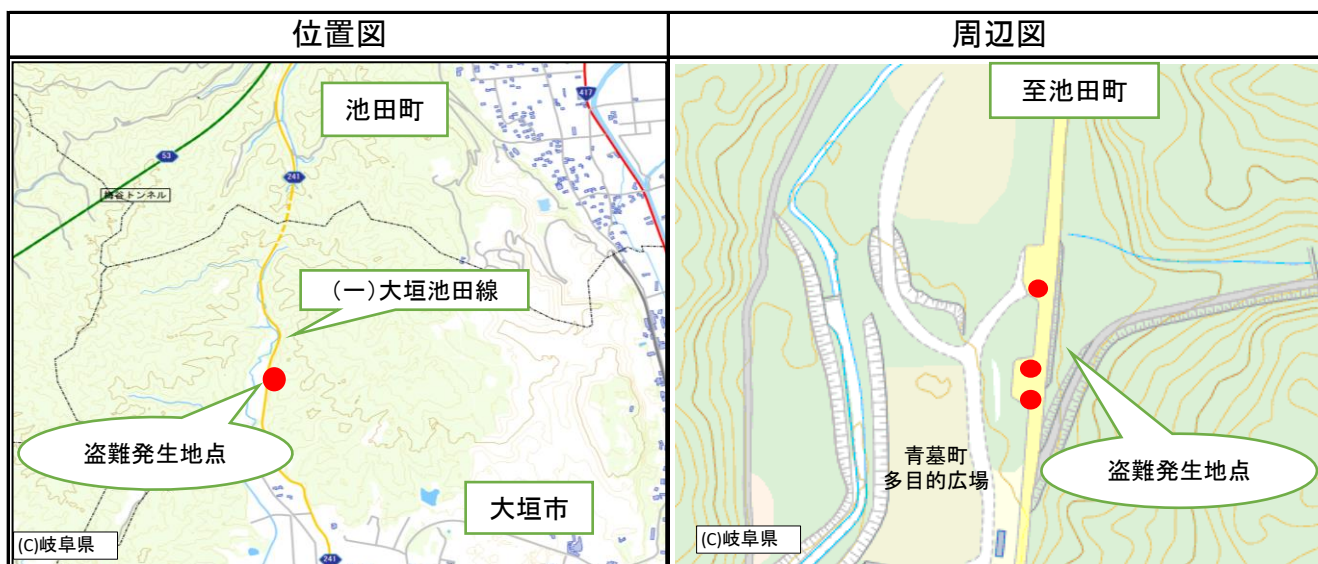 位置図
周辺図
池田町
417
53
241
(一)大垣池田線
盗難発生地点
大垣市
241
(C)岐阜県
至池田町
青墓町
多目的広場
盗難発生地点
(C)岐阜県